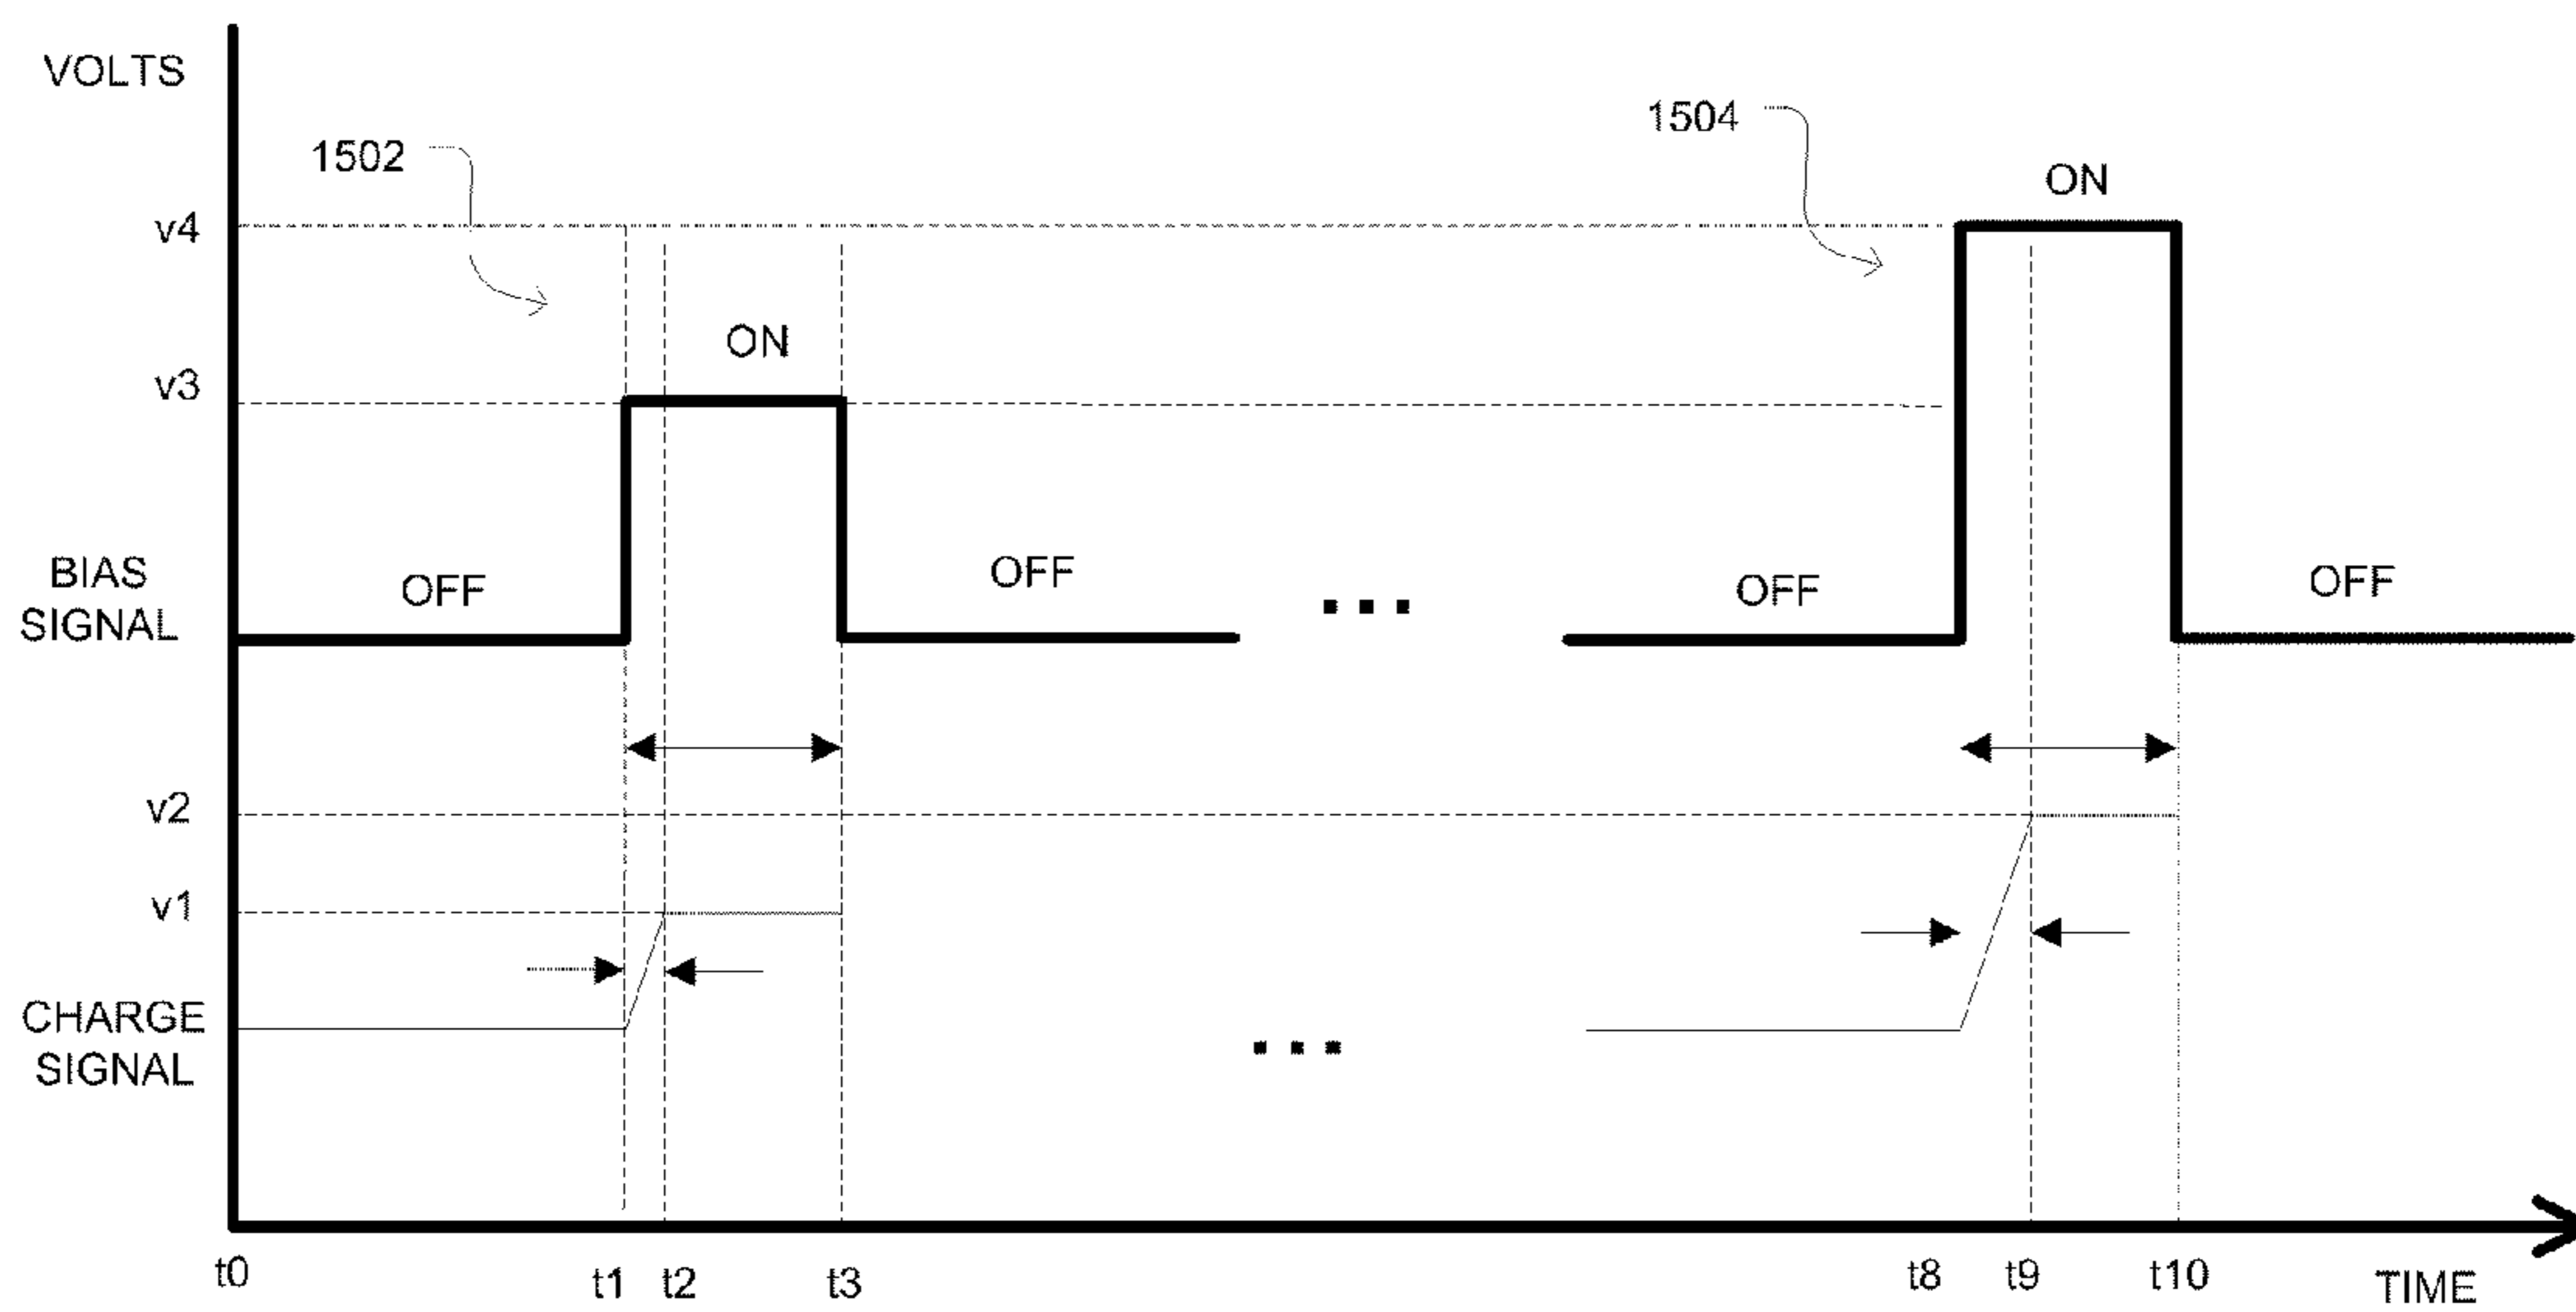 VOLTS
1502
1504
ON
v4
ON
v3
BIAS
SIGNAL
OFF
OFF
...
OFF
OFF
v2
v1
CHARGE
SIGNAL
...
t0
t1
t2
t3
t8
t9
t10
TIME